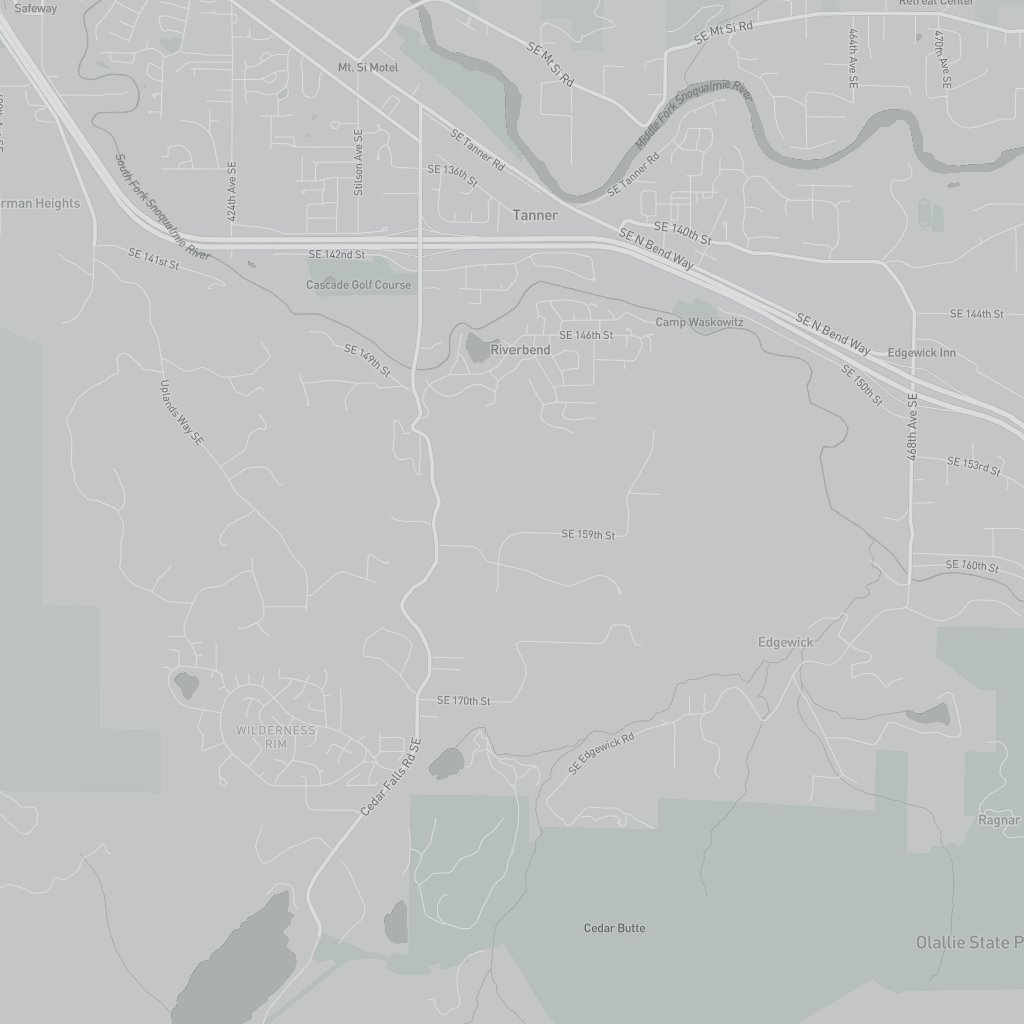 Safeway
Retreat Center
SE Mt Si Rd
464th Ave SE
470th Ave SE
SE Mt Si Rd
Mt. Si Motel
Middle Fork Snoqualmie River
SE Tanner Rd
Stilson Ave SE
SE 136th St
SE Tanner Rd
424th Ave SE
South Fork Snoqualmie River
rman Heights
Tanner
SE 140th St
SE N Bend Way
SE 141st St
SE 142nd St
Cascade Golf Course
Camp Waskowitz
SE 144th St
SE N Bend Way
SE 146th St
Riverbend
SE 149th St
Edgewick Inn
SE 150th St
Uplands Way SE
468th Ave SE
SE 153rd St
SE 159th St
SE 160th St
Edgewick
SE 170th St
WILDERNESS
RIM
SE Edgewick Rd
Cedar Falls Rd SE
Ragnar
Cedar Butte
Olallie State P